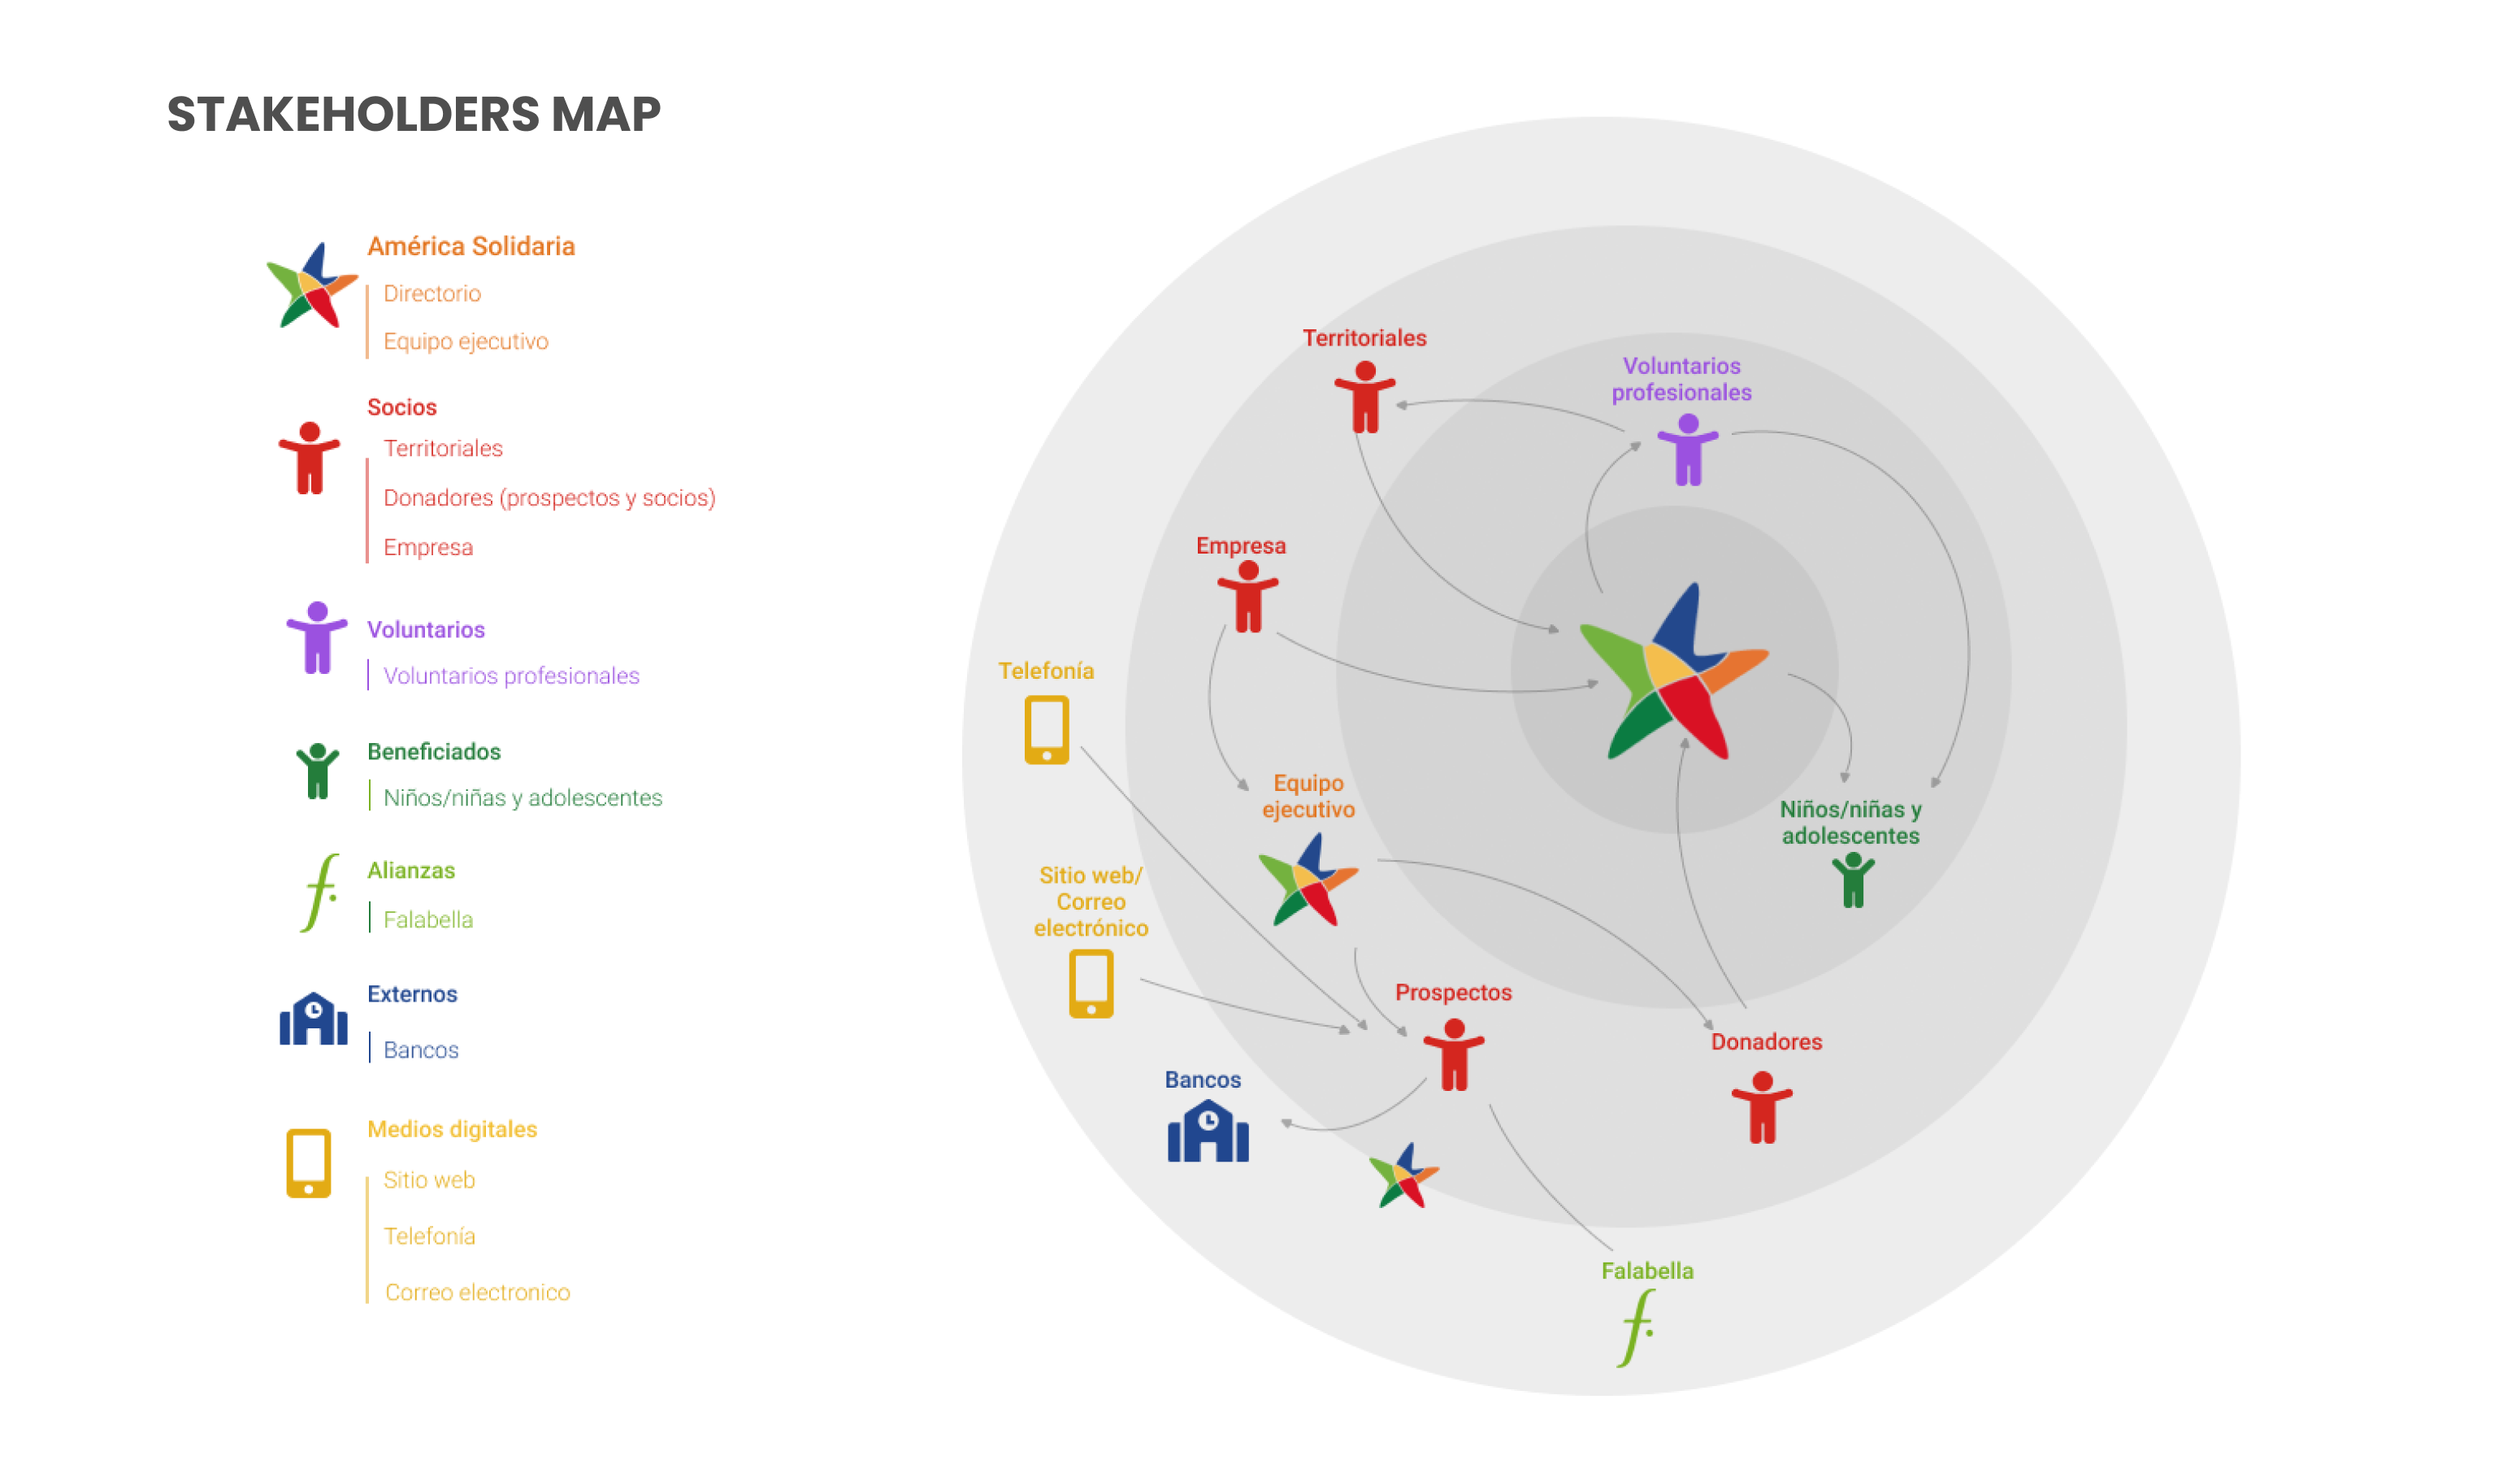 STAKEHOLDERS MAP
América Solidaria
Directorio
Equipo ejecutivo
Socios
Territoriales
Donadores (prospectos y socios)
Empresa
Voluntarios
Voluntarios profesionales
Beneficiados
Niños/niñas y adolescentes
Alianzas
Falabella
Externos
Bancos
Medios digitales
Sitio web
Telefonía
Correo electronico
Territoriales
Voluntarios
profesionales
Empresa
Telefonía
Equipo
ejecutivo
Niños/niñas y
adolescentes
Sitio web/
Correo
electrónico
Prospectos
Donadores
Bancos
Falabella